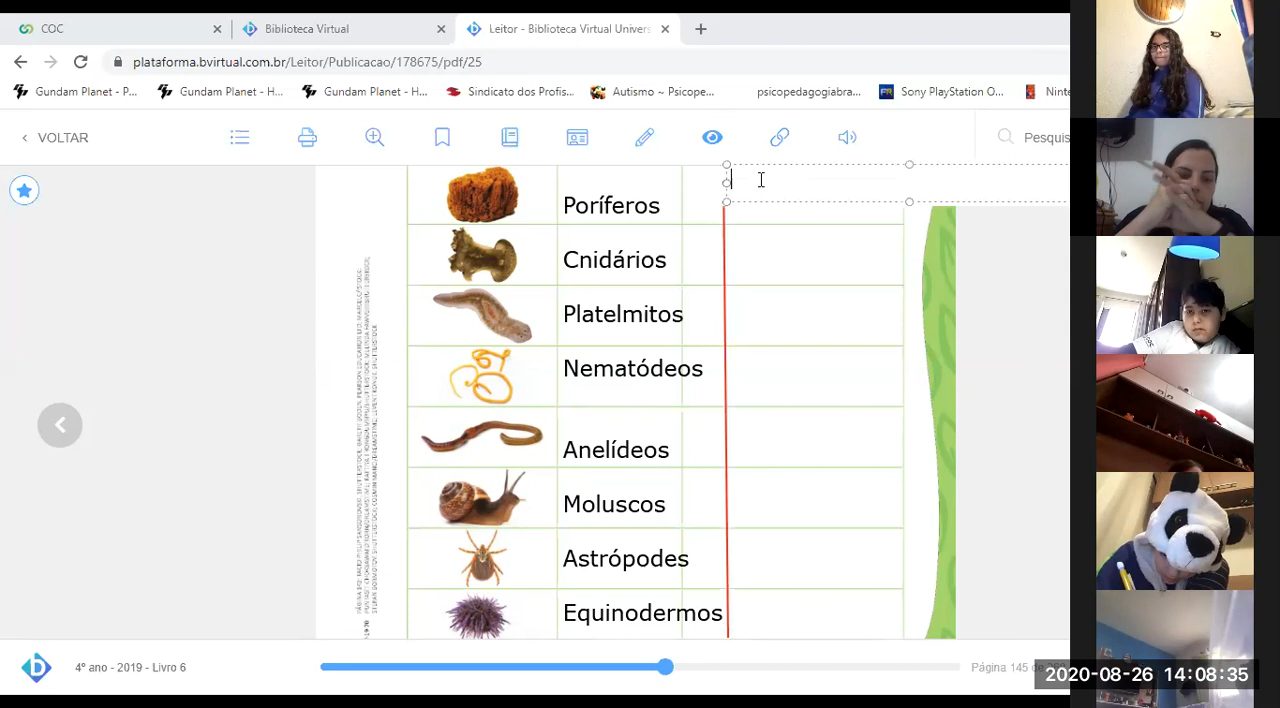 COC
Biblioteca Virtual
Leitor - Biblioteca Virtual Univers
plataforma.bvirtual.com.br/Leitor/Publicacao/178675/pdf/25
Gundam Planet - P...
Gundam Planet - H...
Gundam Planet - H...
Sindicato dos Profis...
Autismo ~ Psicope...
psicopedagogiabra...
Sony PlayStation O...
Ninte
VOLTAR
Pesquis
Poríferos
Cnidários
Platelmitos
Nematódeos
Anelídeos
Moluscos
Astrópodes
Equinodermos
4º ano - 2019 - Livro 6
Página 145 de
2020-08-26 14:08:35